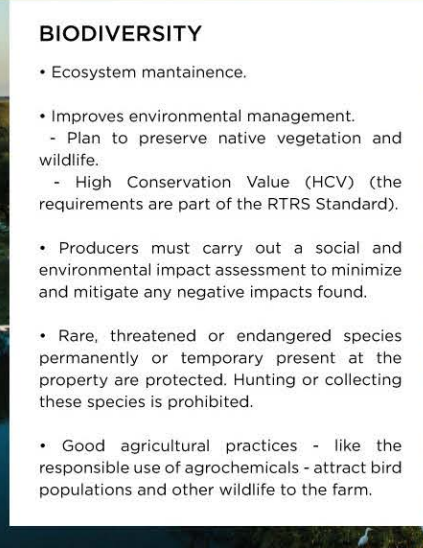 BIODIVERSITY
• Ecosystem mantainence.
• Improves environmental management.
- Plan to preserve native vegetation and
wildlife.
- High Conservation Value (HCV) (the
requirements are part of the RTRS Standard).
• Producers must carry out a social and
environmental impact assessment to minimize
and mitigate any negative impacts found.
• Rare, threatened or endangered species
permanently or temporary present at the
property are protected. Hunting or collecting
these species is prohibited.
• Good agricultural practices - like the
responsible use of agrochemicals - attract bird
populations and other wildlife to the farm.